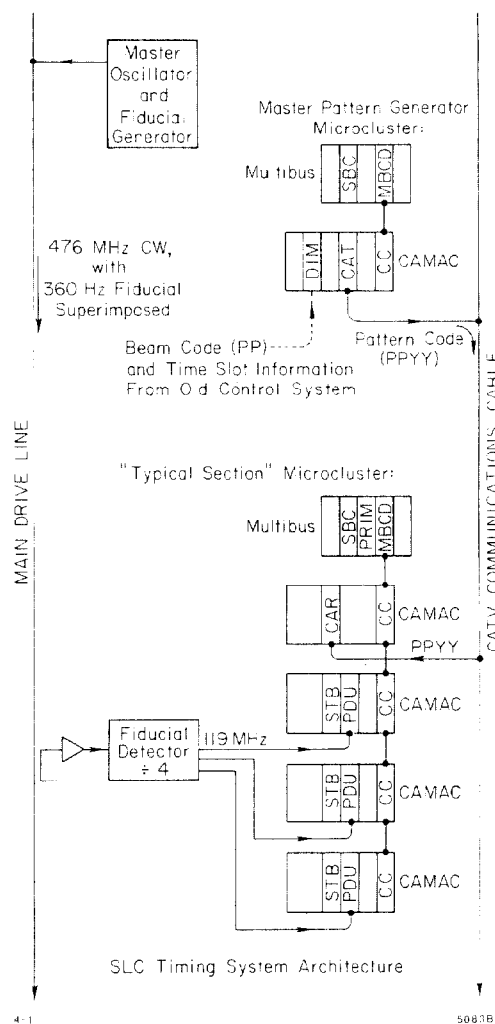 Master
Oscillator
and
Fiducial
Generator
Master Pattern Generator
Microcluster:
Multibus
SBC
MBCD
DIM
CAT
CC
CAMAC
476 MHz CW,
with
360 Hz Fiducial
Superimposed
Beam Code (PP)
and Time Slot Information
From Old Control System
Pattern Code
(PPYY)
MAIN DRIVE LINE
CATV COMMUNICATIONS CABLE
"Typical Section" Microcluster:
Multibus
SBC
PRIM
MBCD
CAR
CC
CAMAC
PPYY
STB
PDU
CC
CAMAC
Fiducial
Detector
÷ 4
119 MHz
STB
PDU
CC
CAMAC
STB
PDU
CC
CAMAC
SLC Timing System Architecture
4-1
5083B